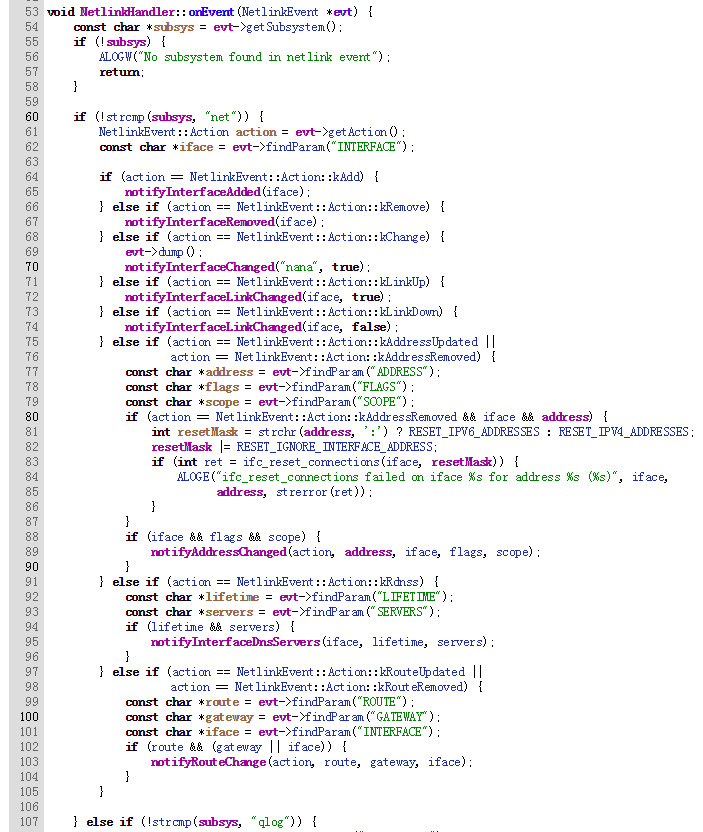 53 void NetlinkHandler::onEvent(NetlinkEvent *evt) {
54     const char *subsys = evt->getSubsystem();
55     if (!subsys) {
56         ALOGW("No subsystem found in netlink event");
57         return;
58     }
59
60     if (!strcmp(subsys, "net")) {
61         NetlinkEvent::Action action = evt->getAction();
62         const char *iface = evt->findParam("INTERFACE");
63
64         if (action == NetlinkEvent::Action::kAdd) {
65             notifyInterfaceAdded(iface);
66         } else if (action == NetlinkEvent::Action::kRemove) {
67             notifyInterfaceRemoved(iface);
68         } else if (action == NetlinkEvent::Action::kChange) {
69             evt->dump();
70             notifyInterfaceChanged("nana", true);
71         } else if (action == NetlinkEvent::Action::kLinkUp) {
72             notifyInterfaceLinkChanged(iface, true);
73         } else if (action == NetlinkEvent::Action::kLinkDown) {
74             notifyInterfaceLinkChanged(iface, false);
75         } else if (action == NetlinkEvent::Action::kAddressUpdated ||
76                    action == NetlinkEvent::Action::kAddressRemoved) {
77             const char *address = evt->findParam("ADDRESS");
78             const char *flags = evt->findParam("FLAGS");
79             const char *scope = evt->findParam("SCOPE");
80             if (action == NetlinkEvent::Action::kAddressRemoved && iface && address) {
81                 int resetMask = strchr(address, ':') ? RESET_IPV6_ADDRESSES : RESET_IPV4_ADDRESSES;
82                 resetMask |= RESET_IGNORE_INTERFACE_ADDRESS;
83                 if (int ret = ifc_reset_connections(iface, resetMask)) {
84                     ALOGE("ifc_reset_connections failed on iface %s for address %s (%s)", iface,
85                           address, strerror(ret));
86                 }
87             }
88             if (iface && flags && scope) {
89                 notifyAddressChanged(action, address, iface, flags, scope);
90             }
91         } else if (action == NetlinkEvent::Action::kRdnss) {
92             const char *lifetime = evt->findParam("LIFETIME");
93             const char *servers = evt->findParam("SERVERS");
94             if (lifetime && servers) {
95                 notifyInterfaceDnsServers(iface, lifetime, servers);
96             }
97         } else if (action == NetlinkEvent::Action::kRouteUpdated ||
98                    action == NetlinkEvent::Action::kRouteRemoved) {
99             const char *route = evt->findParam("ROUTE");
100             const char *gateway = evt->findParam("GATEWAY");
101             const char *iface = evt->findParam("INTERFACE");
102             if (route && (gateway || iface)) {
103                 notifyRouteChange(action, route, gateway, iface);
104             }
105         }
106
107     } else if (!strcmp(subsys, "qlog")) {